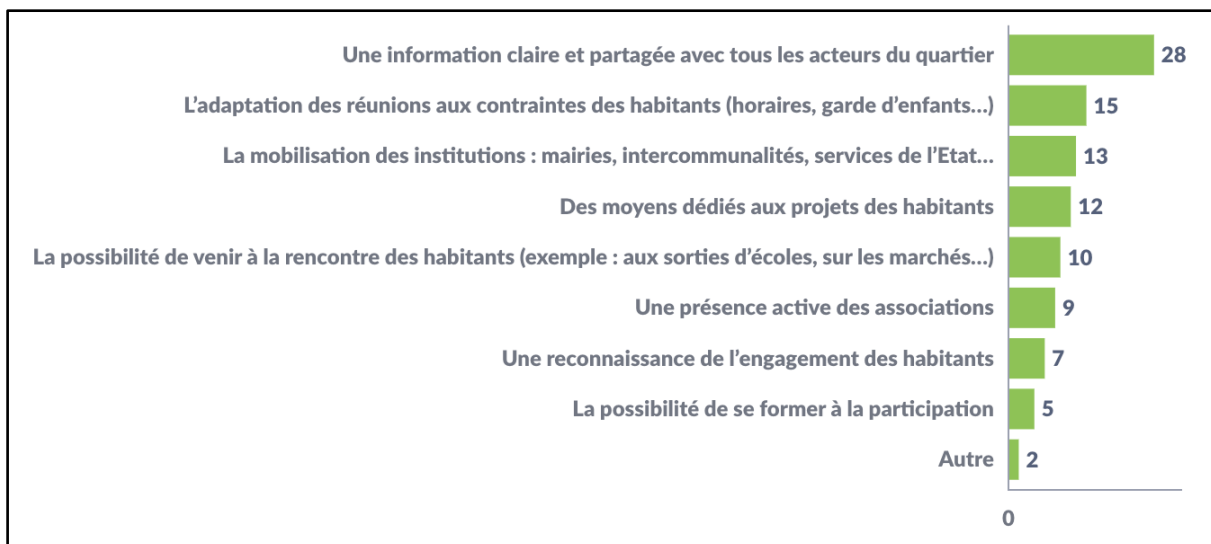 Une information claire et partagée avec tous les acteurs du quartier 28
L’adaptation des réunions aux contraintes des habitants (horaires, garde d’enfants...) 15
La mobilisation des institutions : mairies, intercommunalités, services de l’Etat... 13
Des moyens dédiés aux projets des habitants 12
La possibilité de venir à la rencontre des habitants (exemple : aux sorties d’écoles, sur les marchés...) 10
Une présence active des associations 9
Une reconnaissance de l’engagement des habitants 7
La possibilité de se former à la participation 5
Autre 2
0